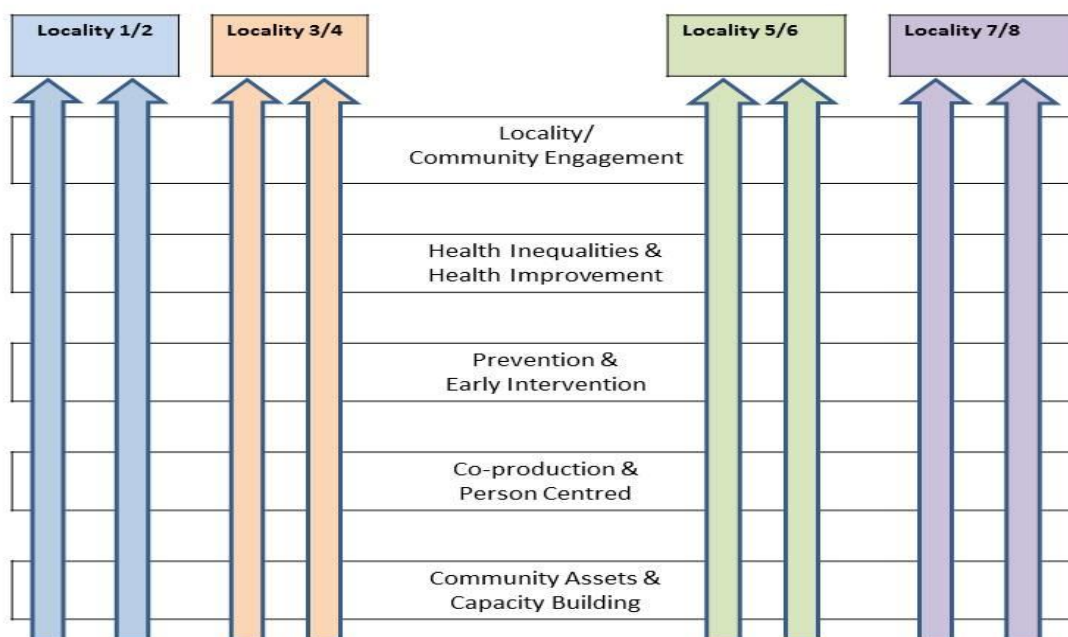 Locality 1/2
Locality 3/4
Locality 5/6
Locality 7/8
Locality/
Community Engagement
Health Inequalities &
Health Improvement
Prevention &
Early Intervention
Co-production &
Person Centred
Community Assets &
Capacity Building